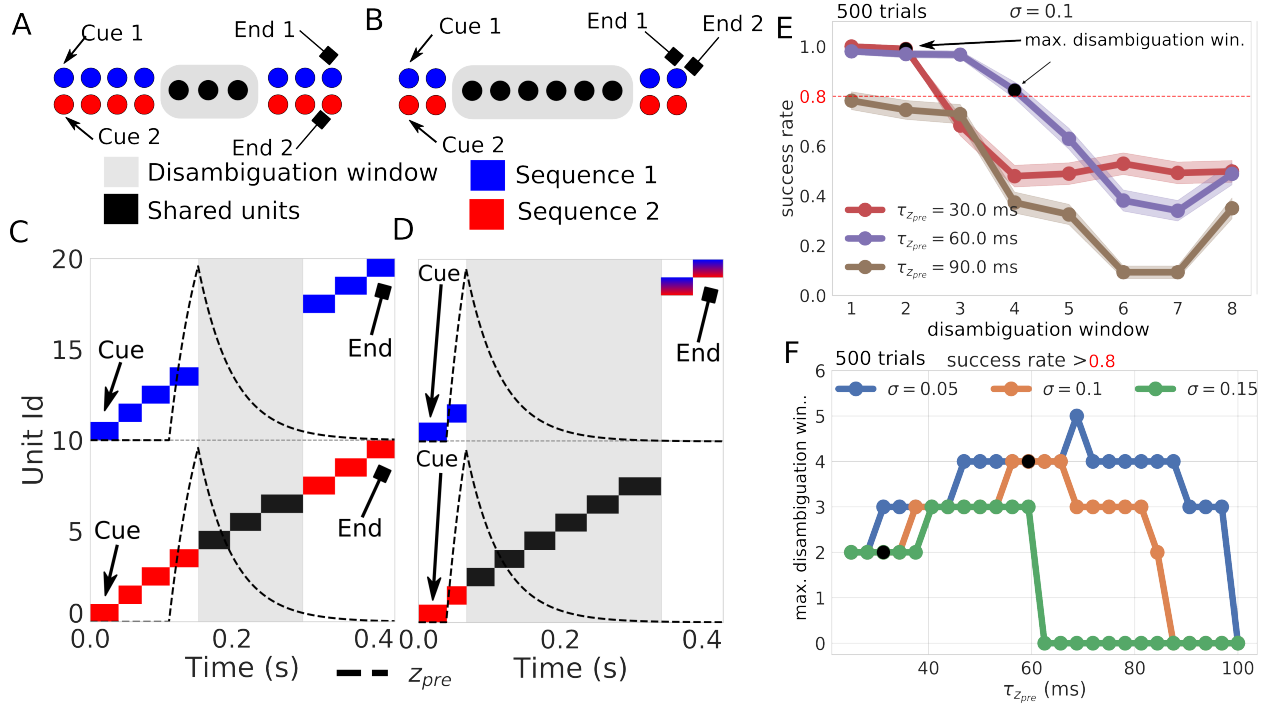 A
Cue 1
End 1
Cue 2
End 2
B
Cue 1
End 1
End 2
Cue 2
Disambiguation window
Shared units
Sequence 1
Sequence 2
C
Unit Id
20
15
10
5
0
Cue
End
Cue
End
0.0
0.2
0.4
Time (s)
D
Cue
End
Cue
0.0
0.2
0.4
Time (s)
z_pre
E
500 trials
σ = 0.1
max. disambiguation win.
success rate
1.0
0.8
0.6
0.4
0.2
0.0
τ_z_pre = 30.0 ms
τ_z_pre = 60.0 ms
τ_z_pre = 90.0 ms
1 2 3 4 5 6 7 8
disambiguation window
F
500 trials
success rate >0.8
σ = 0.05
σ = 0.1
σ = 0.15
max. disambiguation win..
6
5
4
3
2
1
0
40 60 80 100
τ_z_pre (ms)